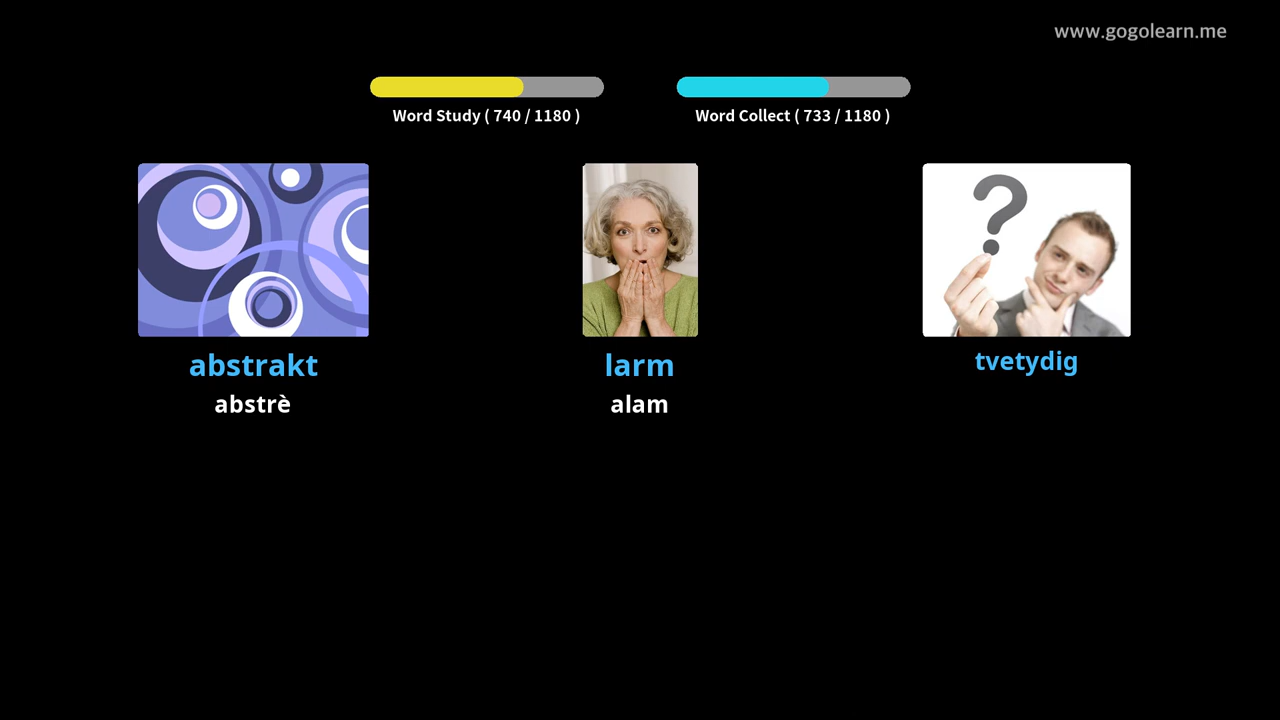 www.gogolearn.me
Word Study ( 740 / 1180 )
Word Collect ( 733 / 1180 )
abstrakt
abstrè
larm
alam
tvetydig